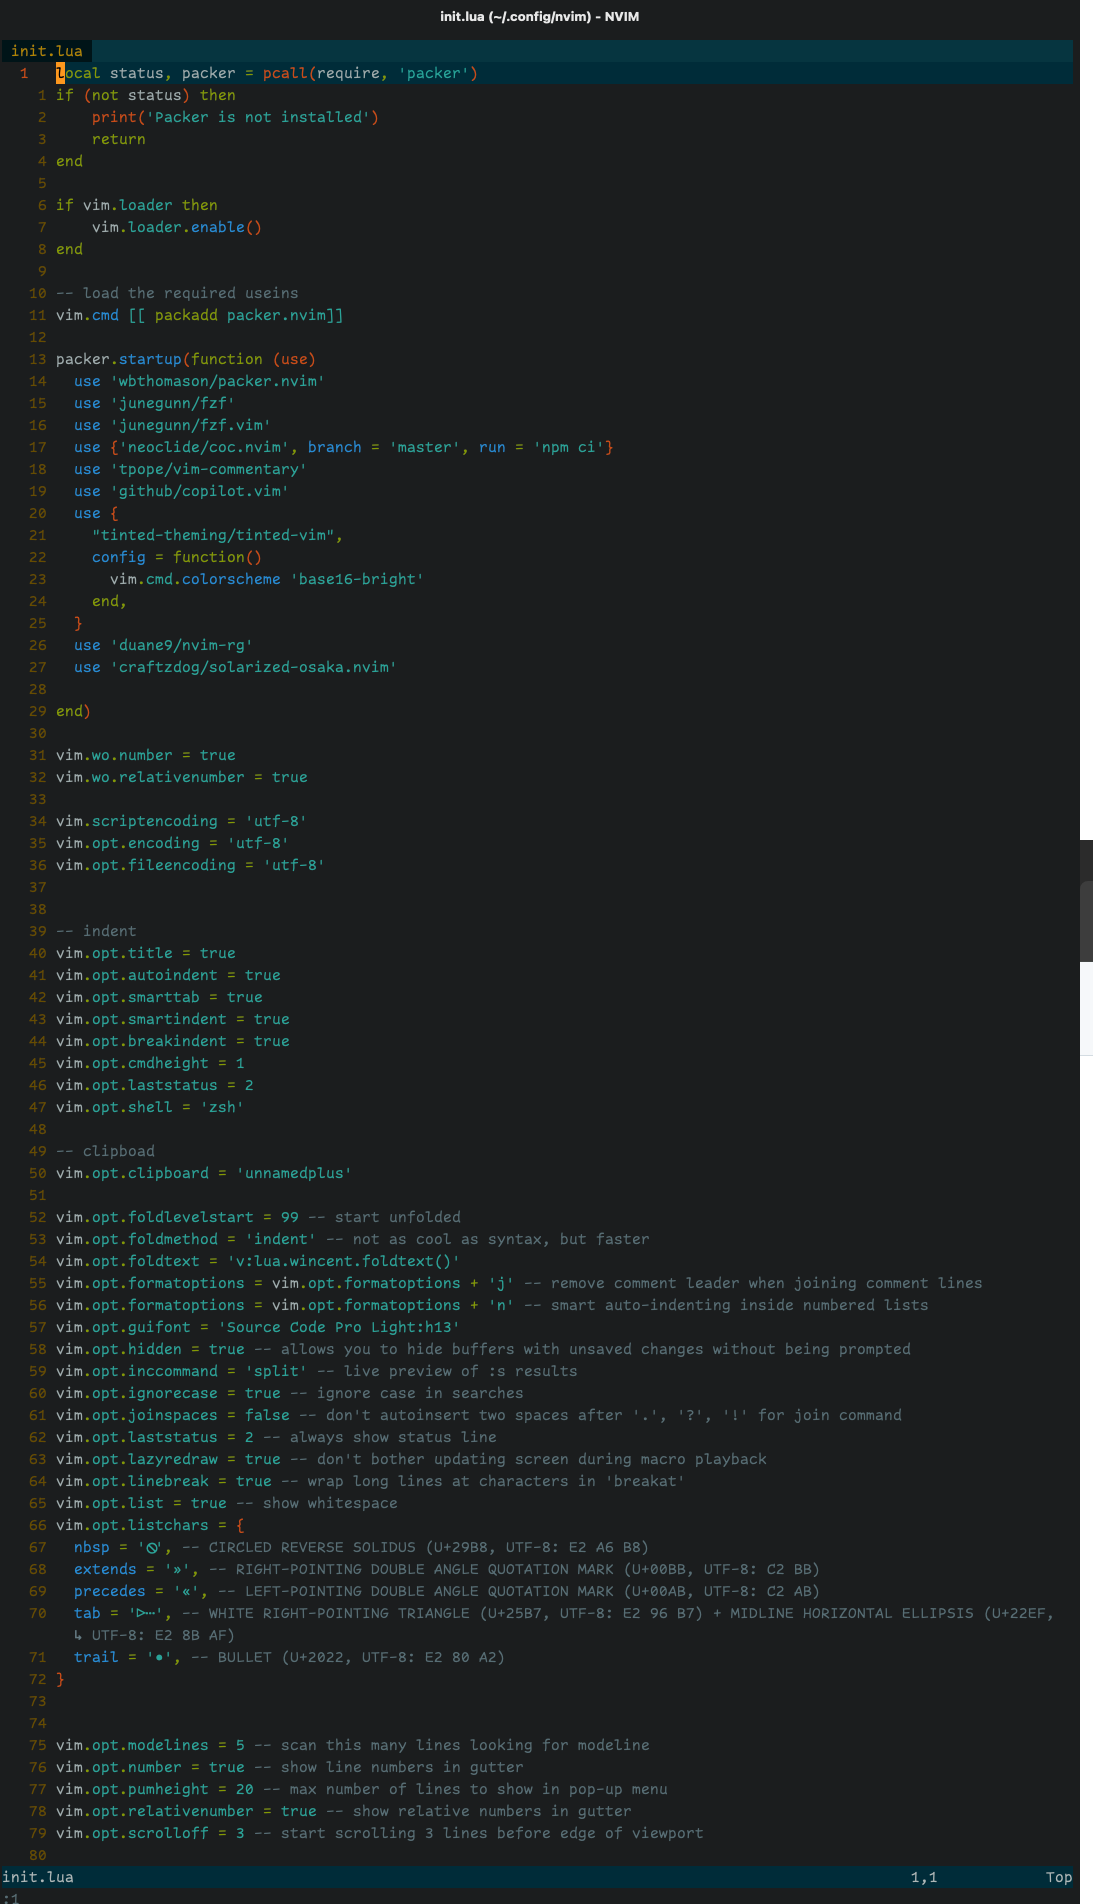 init.lua (~/.config/nvim) - NVIM
init.lua
1 local status, packer = pcall(require, 'packer')
1 if (not status) then
2 print('Packer is not installed')
3 return
4 end
5
6 if vim.loader then
7 vim.loader.enable()
8 end
9
10 -- load the required useins
11 vim.cmd [[ packadd packer.nvim]]
12
13 packer.startup(function (use)
14 use 'wbthomason/packer.nvim'
15 use 'junegunn/fzf'
16 use 'junegunn/fzf.vim'
17 use {'neoclide/coc.nvim', branch = 'master', run = 'npm ci'}
18 use 'tpope/vim-commentary'
19 use 'github/copilot.vim'
20 use {
21 "tinted-theming/tinted-vim",
22 config = function()
23 vim.cmd.colorscheme 'base16-bright'
24 end,
25 }
26 use 'duane9/nvim-rg'
27 use 'craftzdog/solarized-osaka.nvim'
28
29 end)
30
31 vim.wo.number = true
32 vim.wo.relativenumber = true
33
34 vim.scriptencoding = 'utf-8'
35 vim.opt.encoding = 'utf-8'
36 vim.opt.fileencoding = 'utf-8'
37
38
39 -- indent
40 vim.opt.title = true
41 vim.opt.autoindent = true
42 vim.opt.smarttab = true
43 vim.opt.smartindent = true
44 vim.opt.breakindent = true
45 vim.opt.cmdheight = 1
46 vim.opt.laststatus = 2
47 vim.opt.shell = 'zsh'
48
49 -- clipboad
50 vim.opt.clipboard = 'unnamedplus'
51
52 vim.opt.foldlevelstart = 99 -- start unfolded
53 vim.opt.foldmethod = 'indent' -- not as cool as syntax, but faster
54 vim.opt.foldtext = 'v:lua.wincent.foldtext()'
55 vim.opt.formatoptions = vim.opt.formatoptions + 'j' -- remove comment leader when joining comment lines
56 vim.opt.formatoptions = vim.opt.formatoptions + 'n' -- smart auto-indenting inside numbered lists
57 vim.opt.guifont = 'Source Code Pro Light:h13'
58 vim.opt.hidden = true -- allows you to hide buffers with unsaved changes without being prompted
59 vim.opt.inccommand = 'split' -- live preview of :s results
60 vim.opt.ignorecase = true -- ignore case in searches
61 vim.opt.joinspaces = false -- don't autoinsert two spaces after '.', '?', '!' for join command
62 vim.opt.laststatus = 2 -- always show status line
63 vim.opt.lazyredraw = true -- don't bother updating screen during macro playback
64 vim.opt.linebreak = true -- wrap long lines at characters in 'breakat'
65 vim.opt.list = true -- show whitespace
66 vim.opt.listchars = {
67 nbsp = '⦸', -- CIRCLED REVERSE SOLIDUS (U+29B8, UTF-8: E2 A6 B8)
68 extends = '»', -- RIGHT-POINTING DOUBLE ANGLE QUOTATION MARK (U+00BB, UTF-8: C2 BB)
69 precedes = '«', -- LEFT-POINTING DOUBLE ANGLE QUOTATION MARK (U+00AB, UTF-8: C2 AB)
70 tab = '▷⋯', -- WHITE RIGHT-POINTING TRIANGLE (U+25B7, UTF-8: E2 96 B7) + MIDLINE HORIZONTAL ELLIPSIS (U+22EF,
↳ UTF-8: E2 8B AF)
71 trail = '•', -- BULLET (U+2022, UTF-8: E2 80 A2)
72 }
73
74
75 vim.opt.modelines = 5 -- scan this many lines looking for modeline
76 vim.opt.number = true -- show line numbers in gutter
77 vim.opt.pumheight = 20 -- max number of lines to show in pop-up menu
78 vim.opt.relativenumber = true -- show relative numbers in gutter
79 vim.opt.scrolloff = 3 -- start scrolling 3 lines before edge of viewport
80
init.lua 1,1 Top
:1